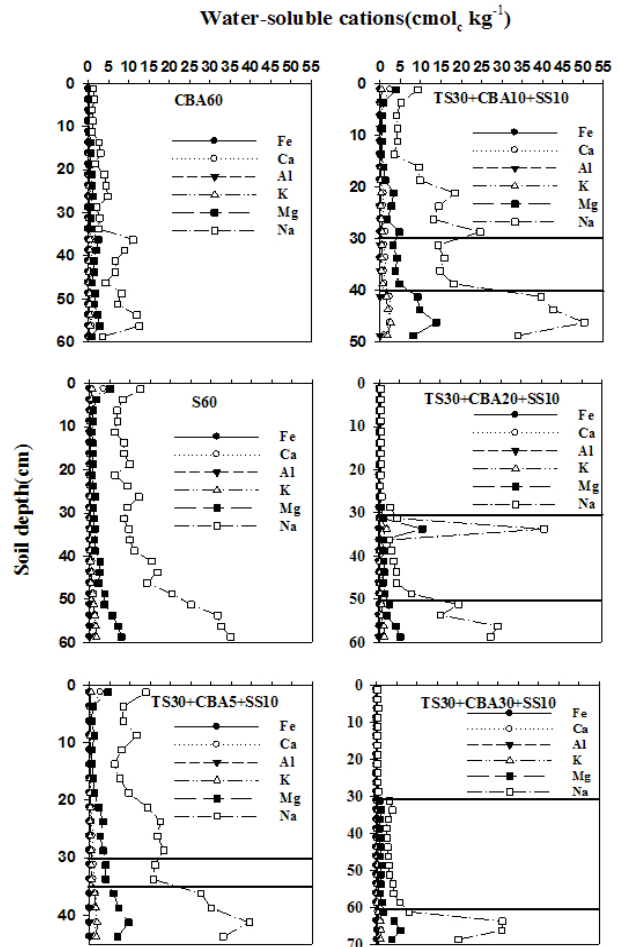 Water-soluble cations(cmolc kg-1)
0 5 10 15 20 25 30 35 40 45 50 55
0 5 10 15 20 25 30 35 40 45 50 55
Soil depth(cm)
0
10
20
30
40
50
60
CBA60
Fe
Ca
Al
K
Mg
Na
0
10
20
30
40
50
TS30+CBA10+SS10
Fe
Ca
Al
K
Mg
Na
0
10
20
30
40
50
60
S60
Fe
Ca
Al
K
Mg
Na
0
10
20
30
40
50
60
TS30+CBA20+SS10
Fe
Ca
Al
K
Mg
Na
0
10
20
30
40
TS30+CBA5+SS10
Fe
Ca
Al
K
Mg
Na
0
10
20
30
40
50
60
70
TS30+CBA30+SS10
Fe
Ca
Al
K
Mg
Na